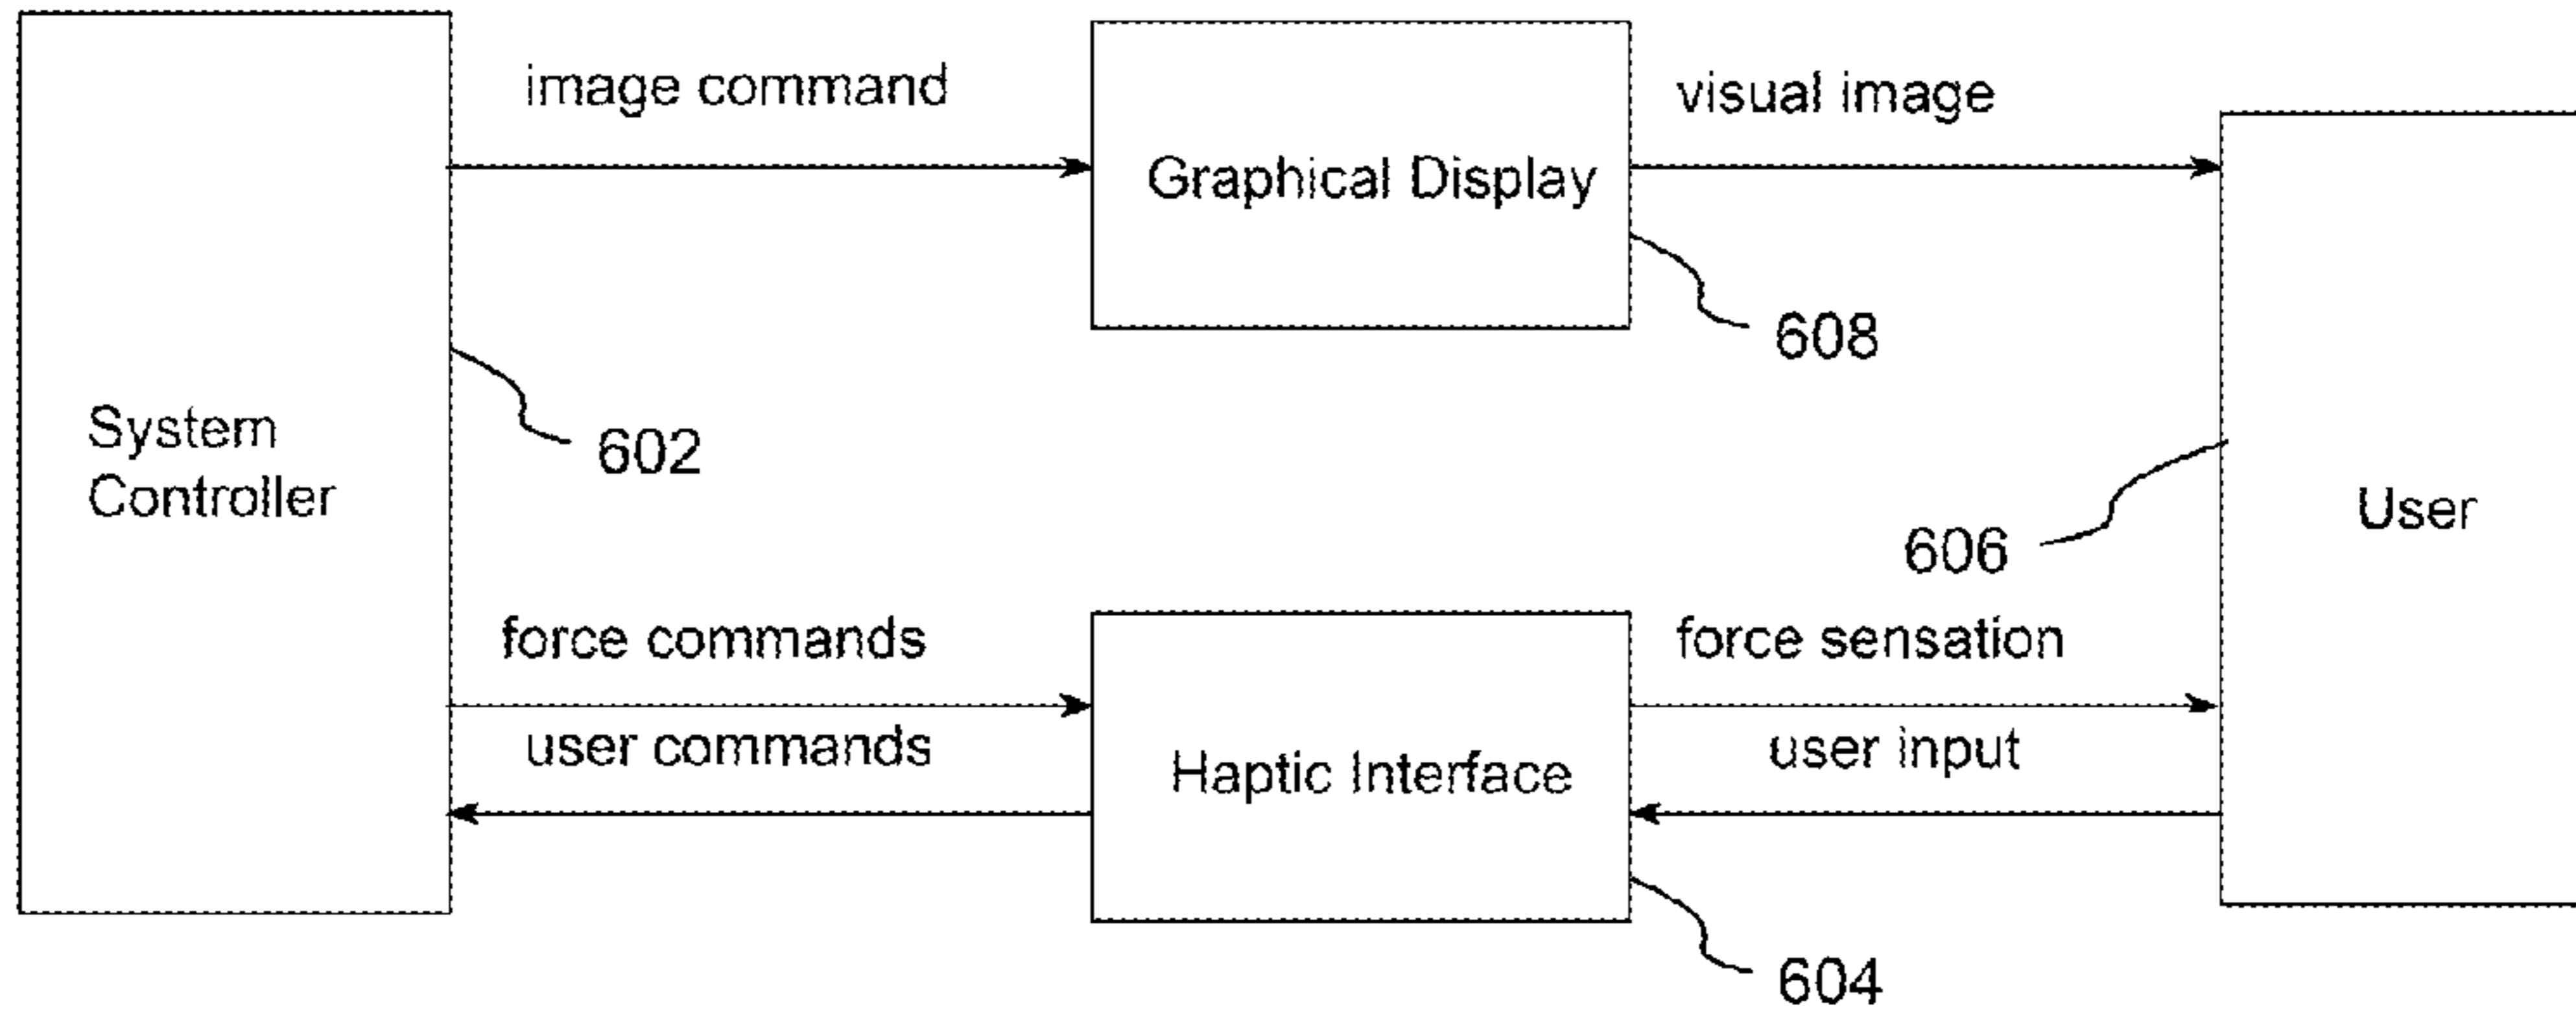 image command
visual image
Graphical Display
608
System
Controller
602
User
606
force commands
force sensation
user commands
user input
Haptic Interface
604